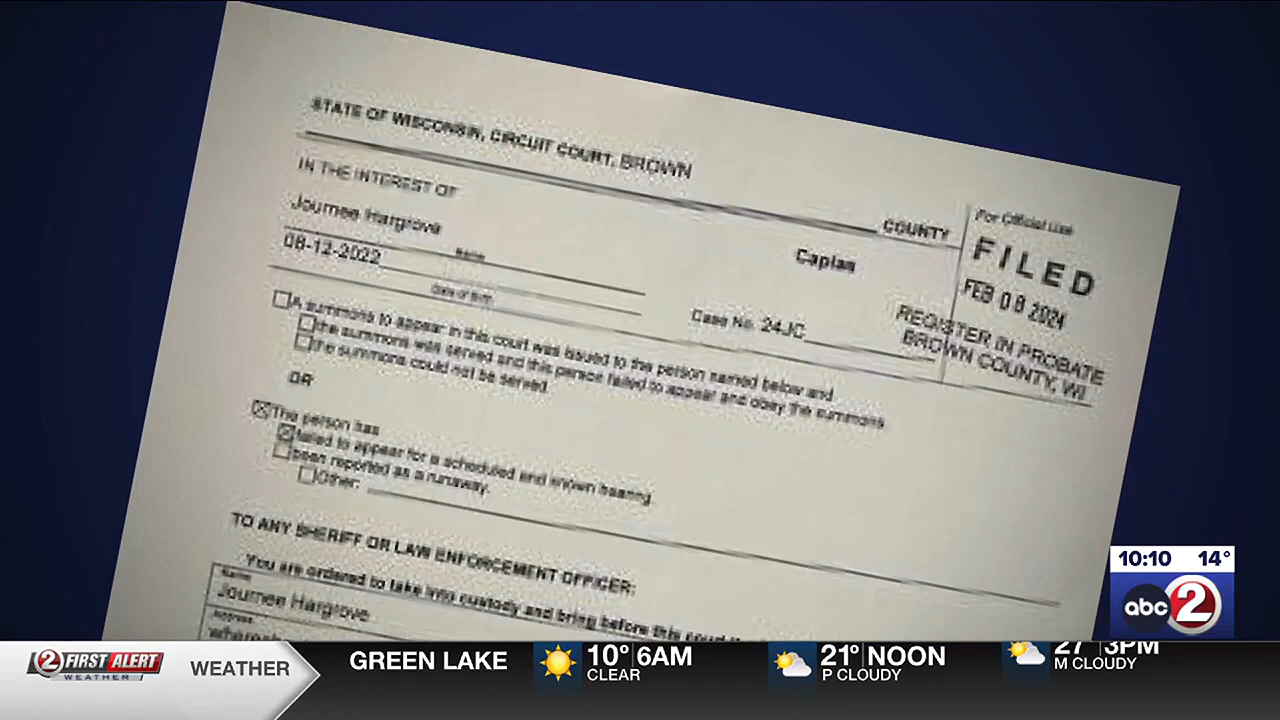 STATE OF WISCONSIN, CIRCUIT COURT, BROWN
COUNTY
For Official Use
IN THE INTEREST OF
Journee Hargrove
Name
08-12-2022
Date of Birth
Caplas
Case No. 24JC
FILED
FEB 08 2024
REGISTER IN PROBATE
BROWN COUNTY, WI
A summons to appear in this court was issued to the person named below and
the summons was served and this person failed to appear and obey the summons
the summons could not be served.
OR
The person has
failed to appear for a scheduled and known hearing
been reported as a runaway.
Other:
TO ANY SHERIFF OR LAW ENFORCEMENT OFFICER:
You are ordered to take into custody and bring before this court
Name
Journee Hargrove
Address
10:10 14°
abc 2
2 FIRST ALERT
WEATHER
WEATHER
GREEN LAKE
10° 6AM
CLEAR
21° NOON
P CLOUDY
27° 3PM
M CLOUDY